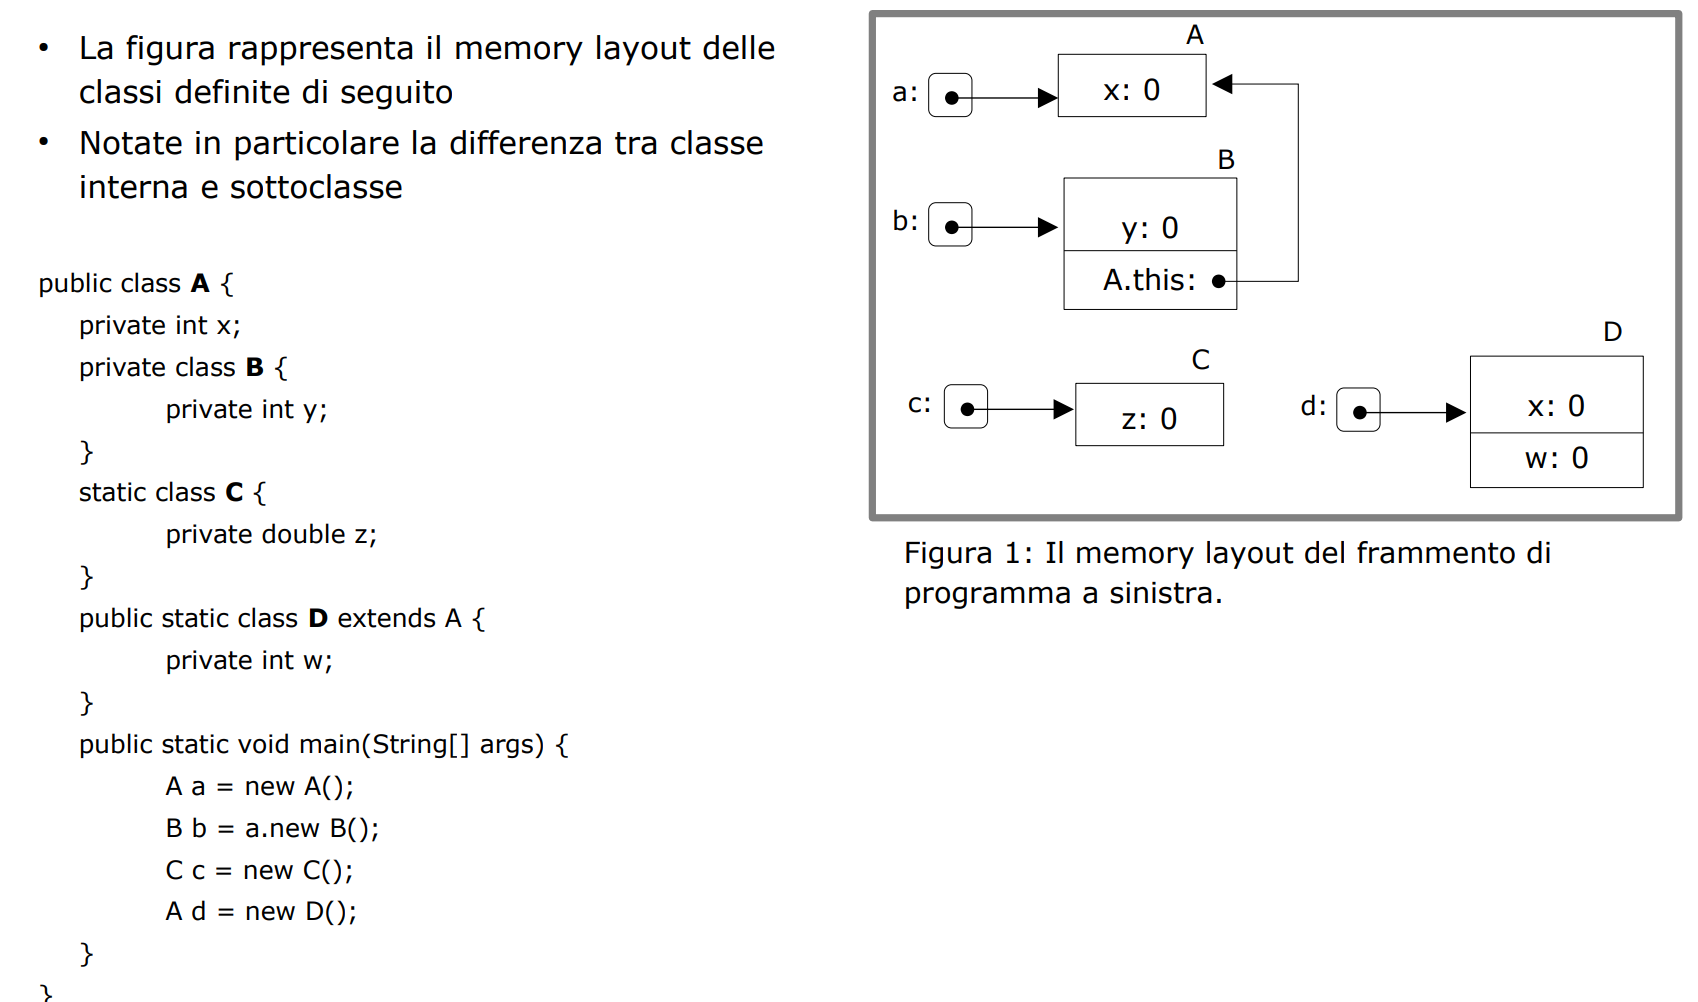 • La figura rappresenta il memory layout delle
classi definite di seguito
• Notate in particolare la differenza tra classe
interna e sottoclasse
public class A {
private int x;
private class B {
private int y;
}
static class C {
private double z;
}
public static class D extends A {
private int w;
}
public static void main(String[] args) {
A a = new A();
B b = a.new B();
C c = new C();
A d = new D();
}
}
A
a:
x: 0
B
b:
y: 0
A.this:
C
c:
z: 0
D
d:
x: 0
w: 0
Figura 1: Il memory layout del frammento di
programma a sinistra.